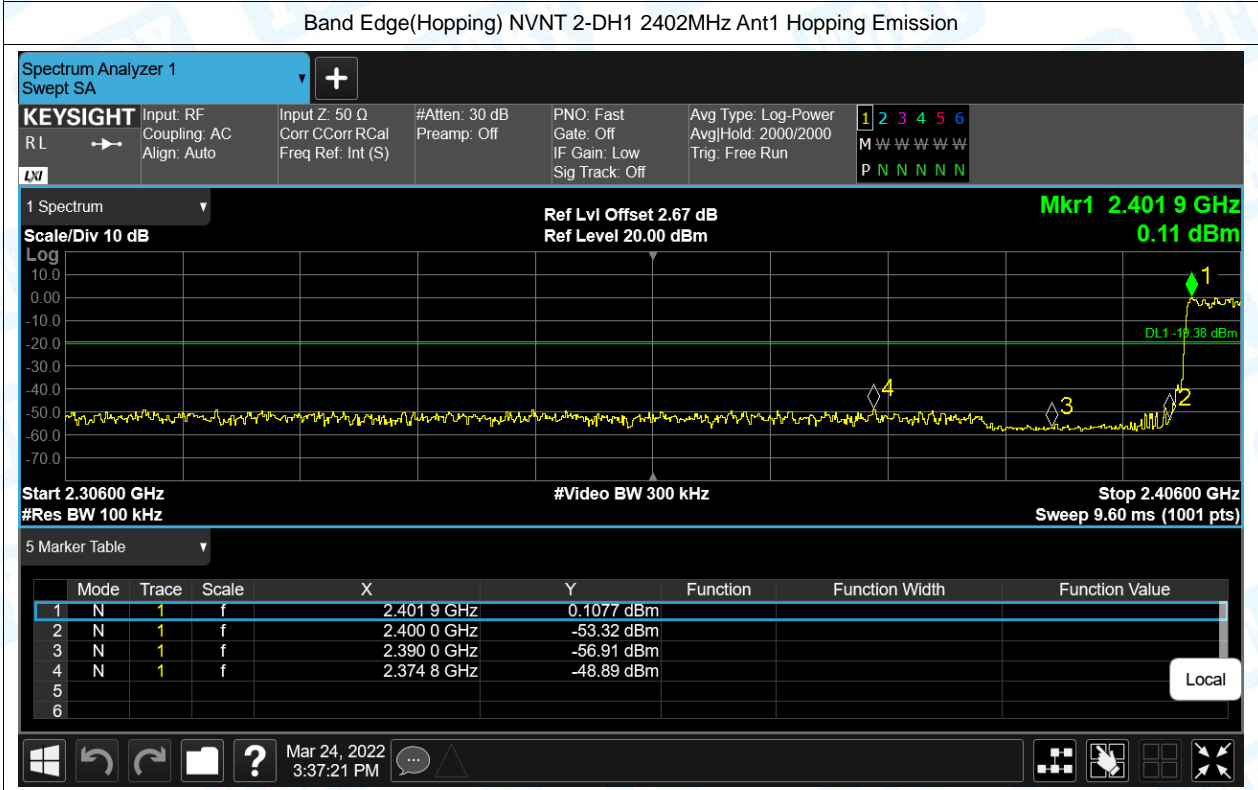 Band Edge(Hopping) NVNT 2-DH1 2402MHz Ant1 Hopping Emission
Spectrum Analyzer 1
Swept SA
KEYSIGHT
RL
LXI
Input: RF
Coupling: AC
Align: Auto
Input Z: 50 Ω
Corr CCorr RCal
Freq Ref: Int (S)
#Atten: 30 dB
Preamp: Off
PNO: Fast
Gate: Off
IF Gain: Low
Sig Track: Off
Avg Type: Log-Power
Avg|Hold: 2000/2000
Trig: Free Run
1 2 3 4 5 6
M W W W W W
P N N N N N
1 Spectrum
Scale/Div 10 dB
Ref Lvl Offset 2.67 dB
Ref Level 20.00 dBm
Mkr1 2.401 9 GHz
0.11 dBm
Log
10.0
0.00
-10.0
-20.0
-30.0
-40.0
-50.0
-60.0
-70.0
1
DL1 -19.38 dBm
4
3
2
Start 2.30600 GHz
#Video BW 300 kHz
Stop 2.40600 GHz
#Res BW 100 kHz
Sweep 9.60 ms (1001 pts)
5 Marker Table
Mode Trace Scale X Y Function Function Width Function Value
1 N 1 f 2.401 9 GHz 0.1077 dBm
2 N 1 f 2.400 0 GHz -53.32 dBm
3 N 1 f 2.390 0 GHz -56.91 dBm
4 N 1 f 2.374 8 GHz -48.89 dBm
5
6
Local
?
Mar 24, 2022
3:37:21 PM